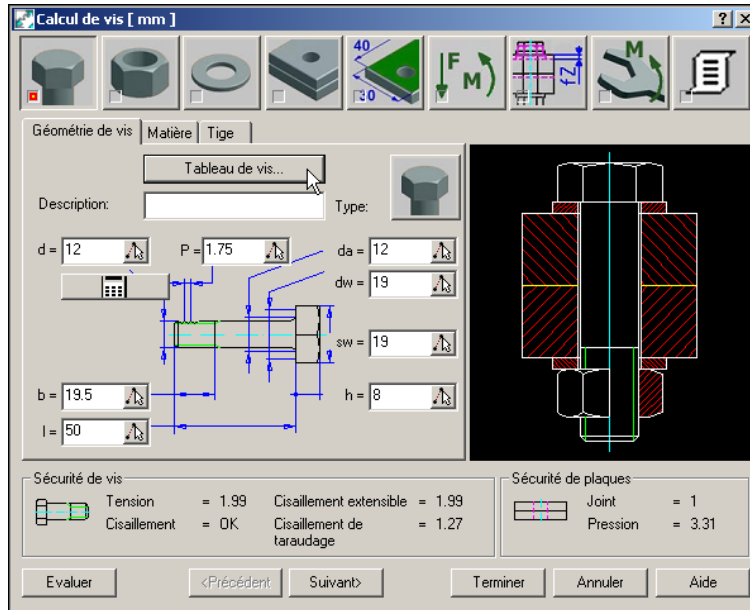 Calcul de vis [ mm ]
40
30
F
M
fZ
M
Géométrie de vis Matière Tige
Tableau de vis...
Description: Type:
d = 12 P = 1.75 da = 12
dw = 19
sw = 19
b = 19.5 h = 8
l = 50
Sécurité de vis
Tension = 1.99 Cisaillement extensible = 1.99
Cisaillement = OK Cisaillement de taraudage = 1.27
Sécurité de plaques
Joint = 1
Pression = 3.31
Evaluer <Précédent Suivant> Terminer Annuler Aide